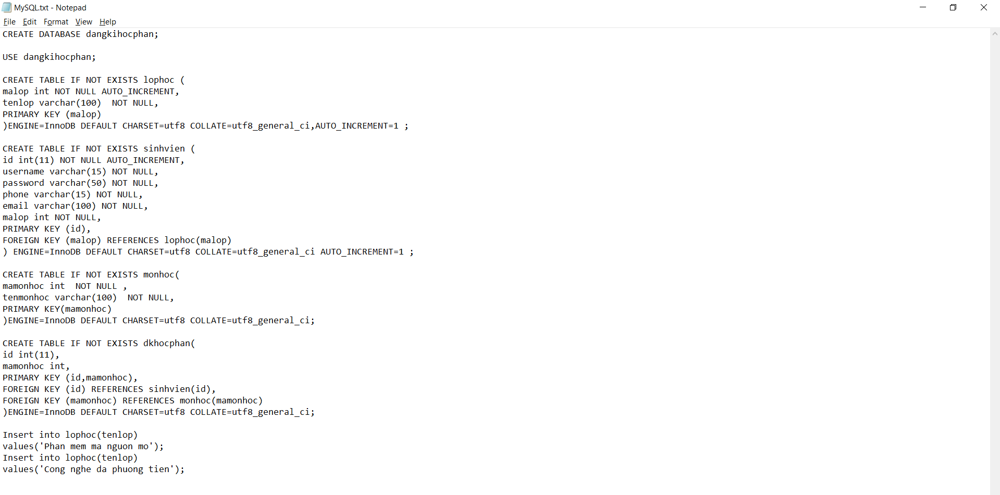 MySQL.txt - Notepad
File Edit Format View Help
CREATE DATABASE dangkihocphan;
USE dangkihocphan;
CREATE TABLE IF NOT EXISTS lophoc (
malop int NOT NULL AUTO_INCREMENT,
tenlop varchar(100)  NOT NULL,
PRIMARY KEY (malop)
)ENGINE=InnoDB DEFAULT CHARSET=utf8 COLLATE=utf8_general_ci,AUTO_INCREMENT=1 ;
CREATE TABLE IF NOT EXISTS sinhvien (
id int(11) NOT NULL AUTO_INCREMENT,
username varchar(15) NOT NULL,
password varchar(50) NOT NULL,
phone varchar(15) NOT NULL,
email varchar(100) NOT NULL,
malop int NOT NULL,
PRIMARY KEY (id),
FOREIGN KEY (malop) REFERENCES lophoc(malop)
) ENGINE=InnoDB DEFAULT CHARSET=utf8 COLLATE=utf8_general_ci AUTO_INCREMENT=1 ;
CREATE TABLE IF NOT EXISTS monhoc(
mamonhoc int  NOT NULL ,
tenmonhoc varchar(100)  NOT NULL,
PRIMARY KEY(mamonhoc)
)ENGINE=InnoDB DEFAULT CHARSET=utf8 COLLATE=utf8_general_ci;
CREATE TABLE IF NOT EXISTS dkhocphan(
id int(11),
mamonhoc int,
PRIMARY KEY (id,mamonhoc),
FOREIGN KEY (id) REFERENCES sinhvien(id),
FOREIGN KEY (mamonhoc) REFERENCES monhoc(mamonhoc)
)ENGINE=InnoDB DEFAULT CHARSET=utf8 COLLATE=utf8_general_ci;
Insert into lophoc(tenlop)
values('Phan mem ma nguon mo');
Insert into lophoc(tenlop)
values('Cong nghe da phuong tien');